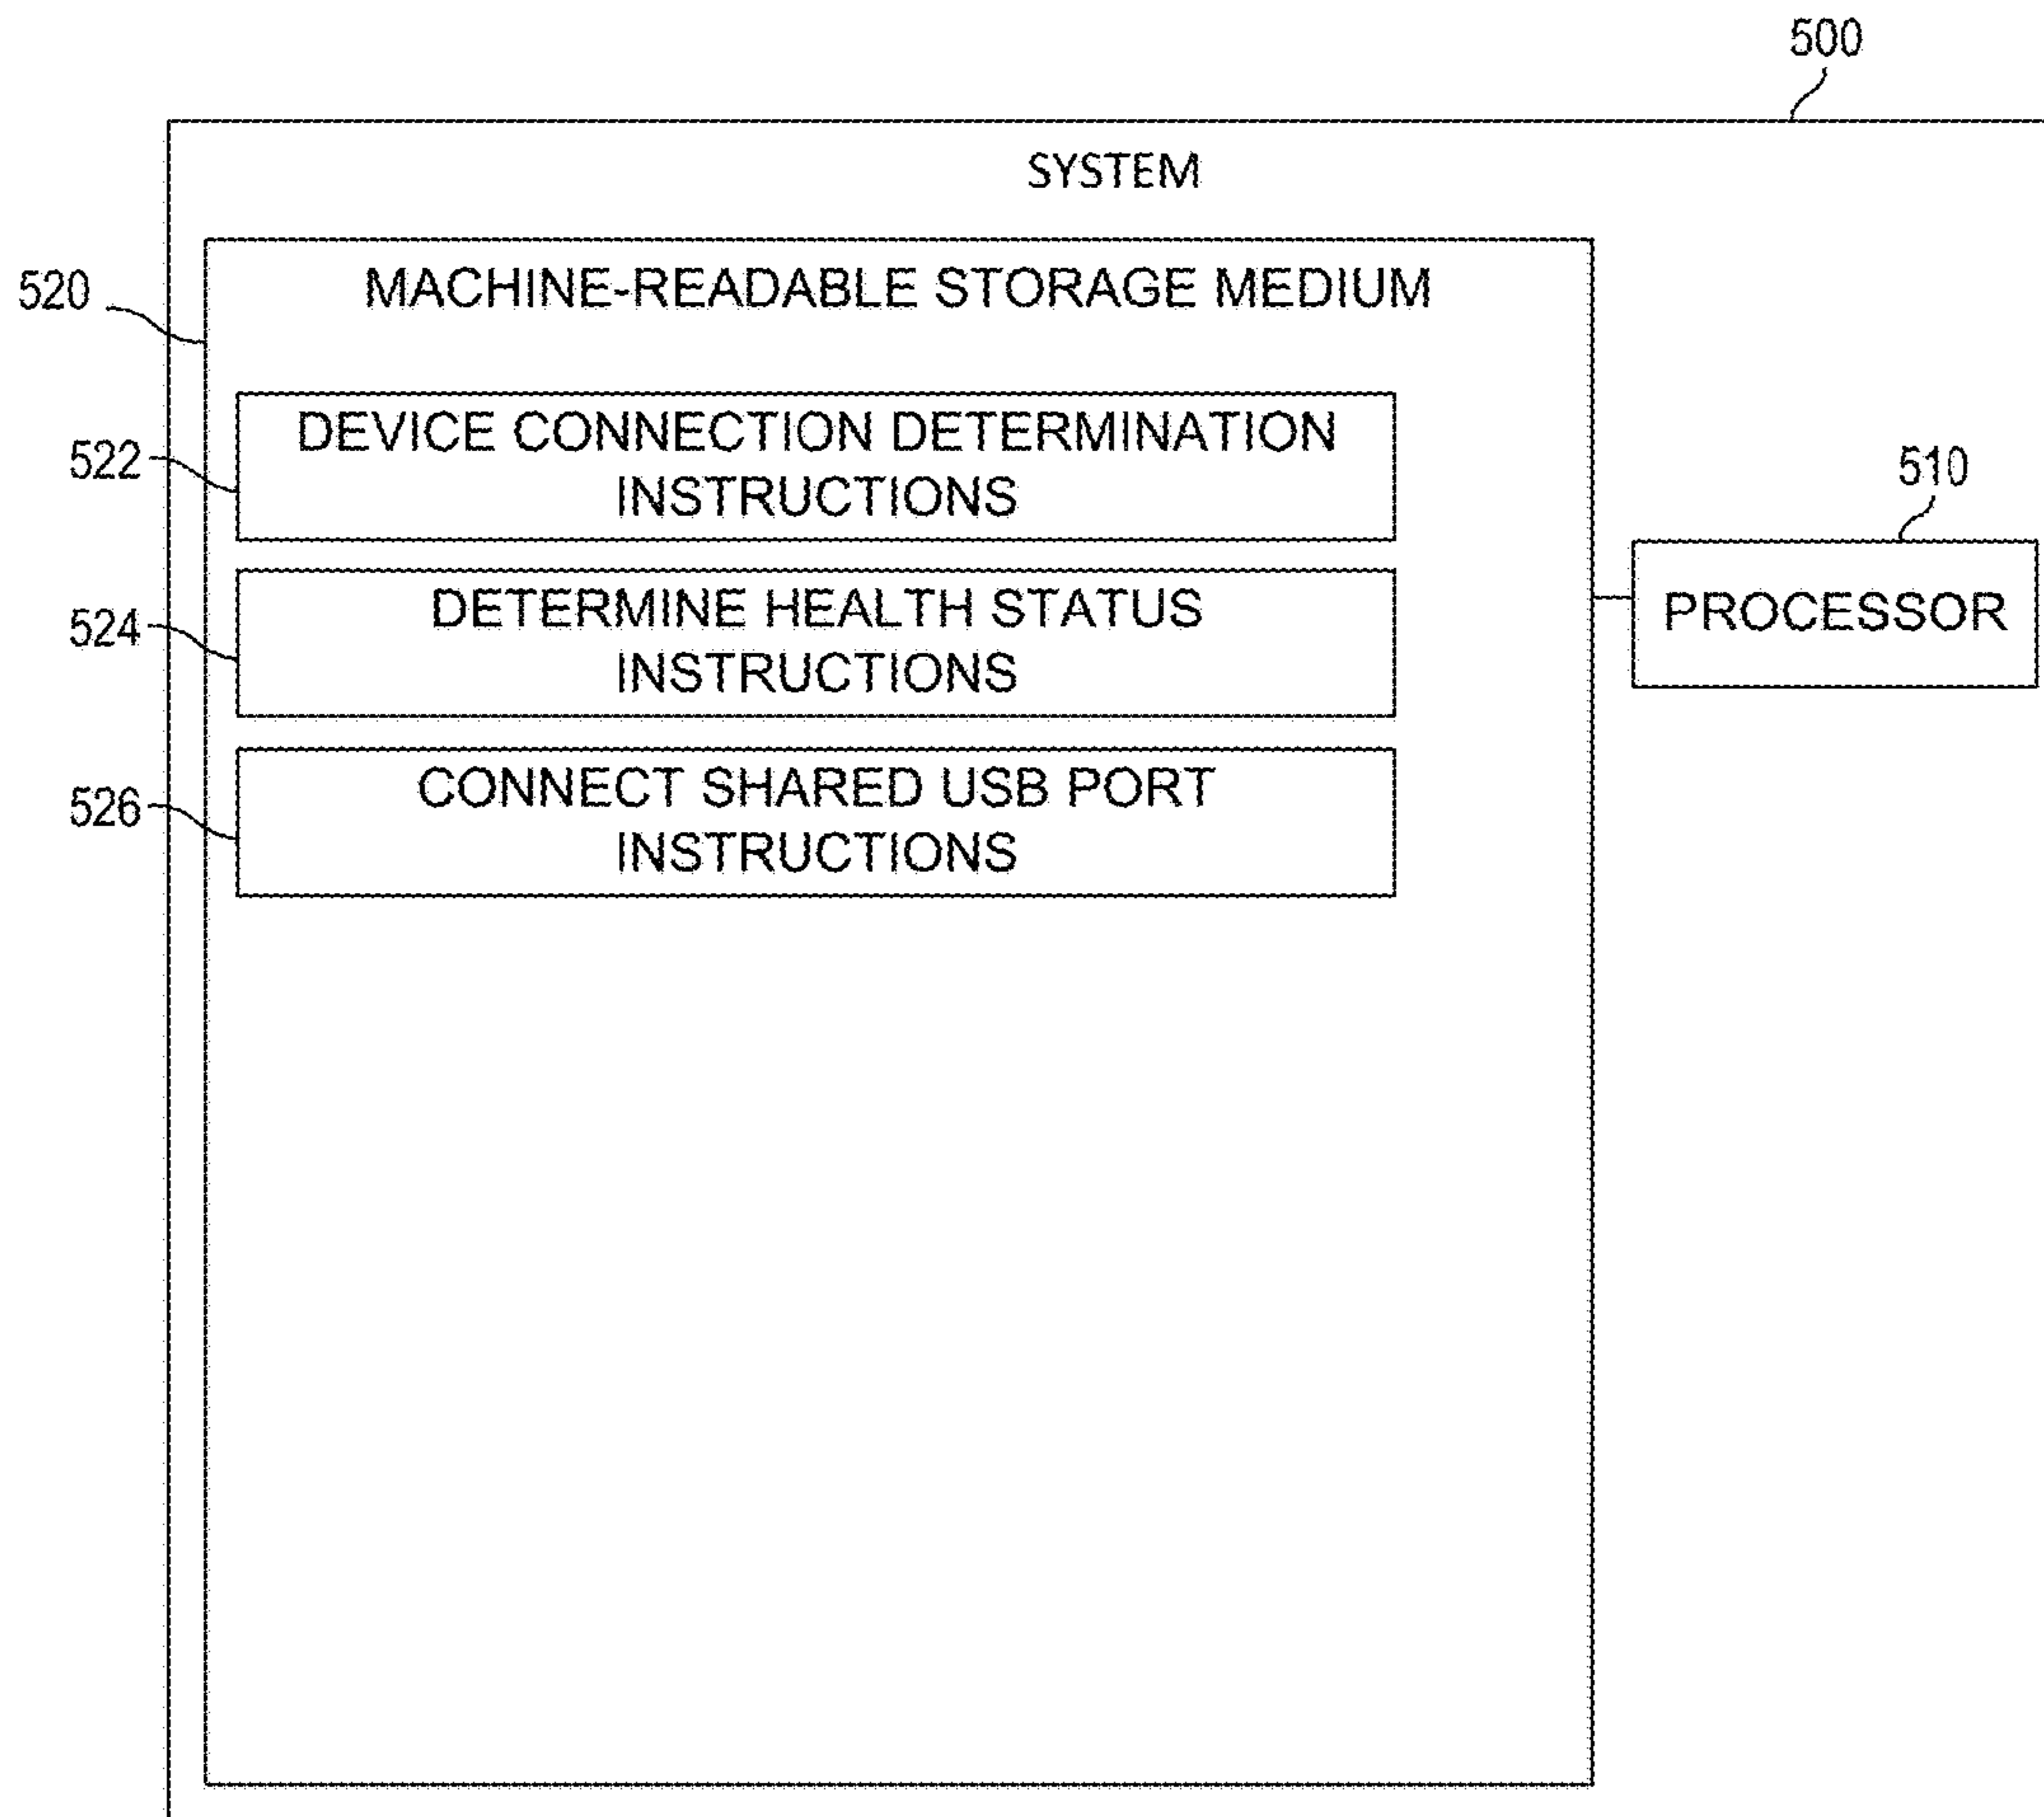 500
SYSTEM
520
MACHINE-READABLE STORAGE MEDIUM
522
DEVICE CONNECTION DETERMINATION
INSTRUCTIONS
510
PROCESSOR
524
DETERMINE HEALTH STATUS
INSTRUCTIONS
526
CONNECT SHARED USB PORT
INSTRUCTIONS